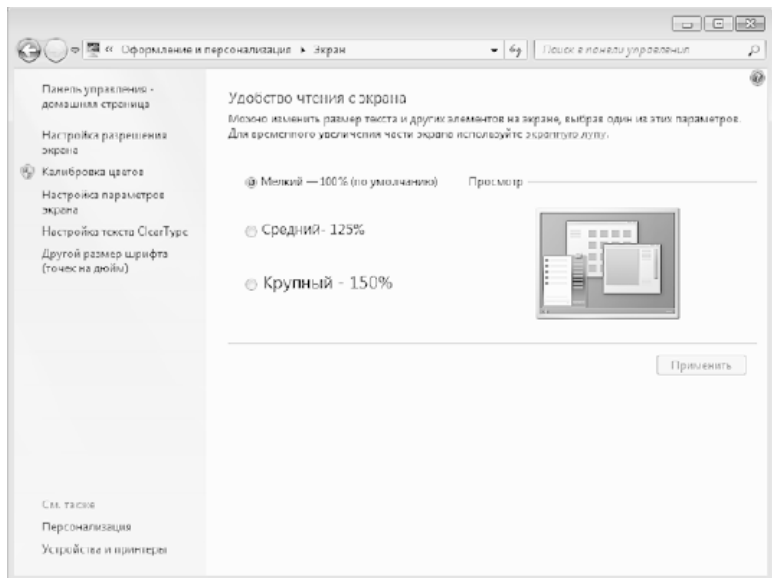 « Оформление и персонализация ▸ Экран
Поиск в панели управления
Панель управления -
домашняя страница
Настройка разрешения
экрана
Калибровка цветов
Настройка параметров
экрана
Настройка текста ClearType
Другой размер шрифта
(точек на дюйм)
Удобство чтения с экрана
Можно изменить размер текста и других элементов на экране, выбрав один из этих параметров.
Для временного увеличения части экрана используйте экранную лупу.
Мелкий — 100% (по умолчанию)
Просмотр
Средний- 125%
Крупный - 150%
Применить
См. также
Персонализация
Устройства и принтеры